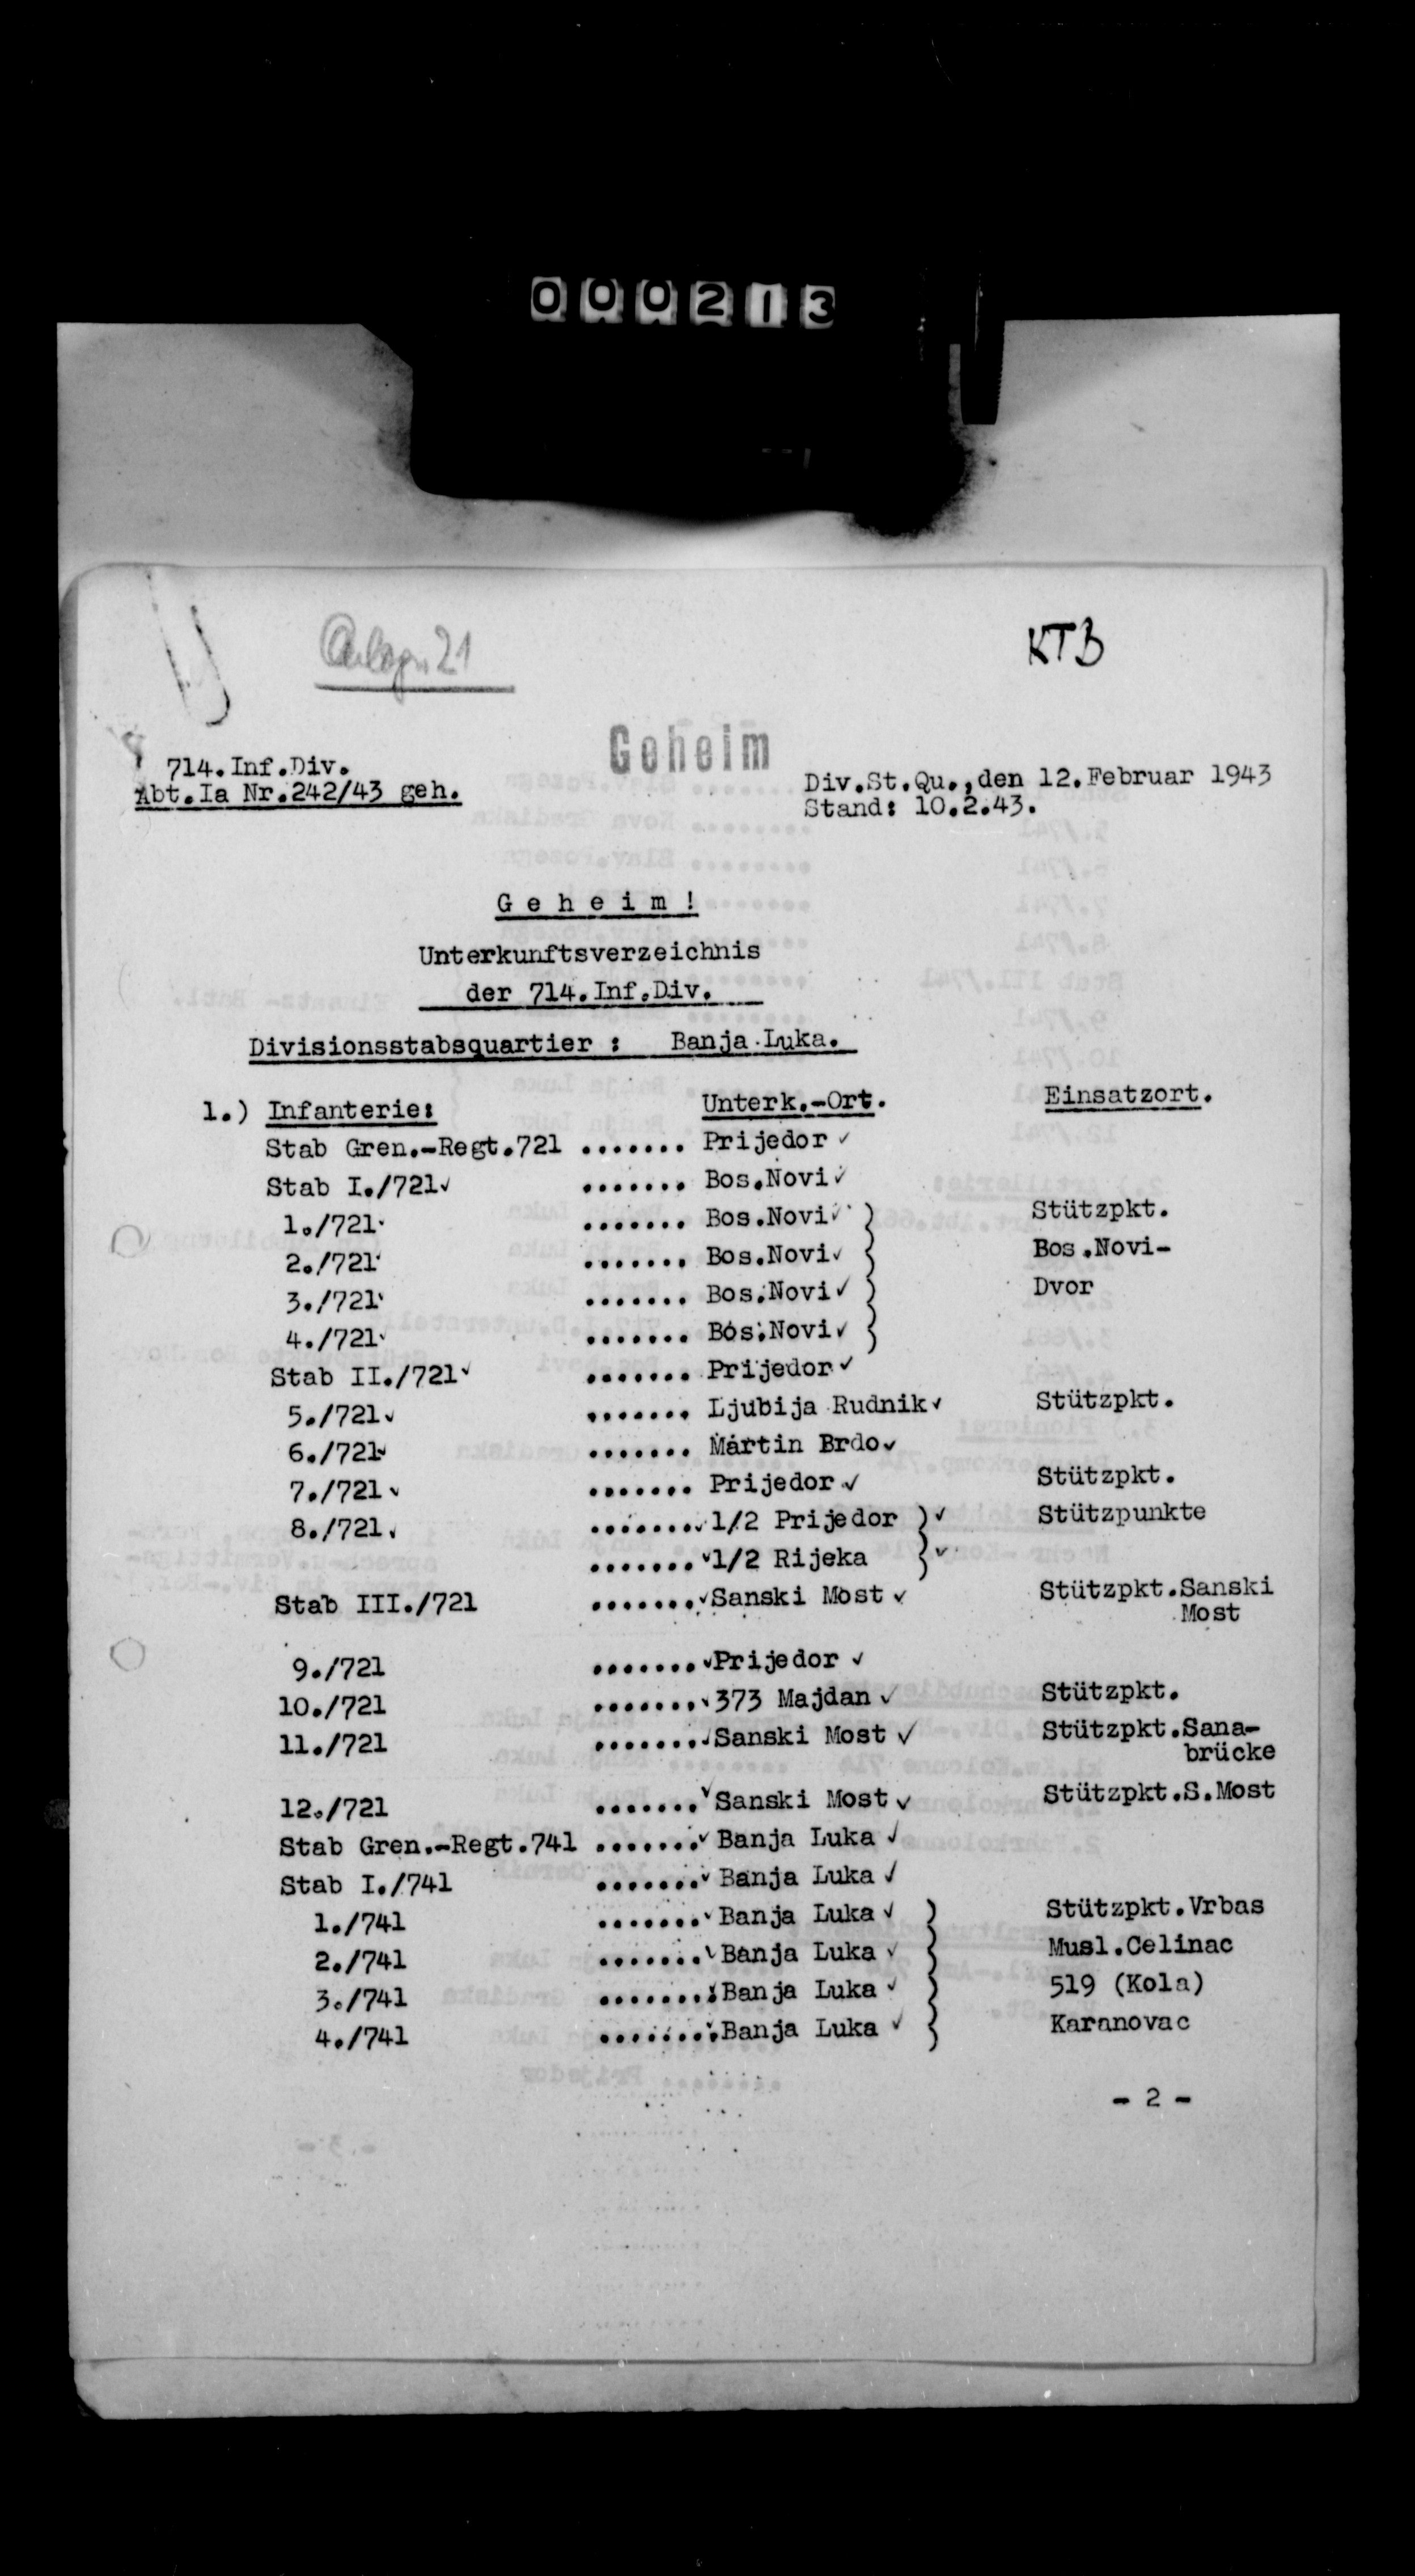 000213
Anlage 21
KTB
Geheim
714.Inf.Div.
Abt.Ia Nr.242/43 geh.
Div.St.Qu.,den 12.Februar 1943
Stand: 10.2.43.
G e h e i m !
Unterkunftsverzeichnis
der 714.Inf.Div.
Divisionsstabsquartier : Banja Luka.
1.) Infanterie: Unterk.-Ort. Einsatzort.
Stab Gren.-Regt.721 ....... Prijedor ✓
Stab I./721✓ ....... Bos.Novi✓
1./721 ....... Bos.Novi✓ ) Stützpkt.
2./721 ....... Bos.Novi✓ ) Bos.Novi-
3./721 ....... Bos.Novi✓ ) Dvor
4./721 ....... Bos.Novi✓ )
Stab II./721✓ ....... Prijedor✓
5./721✓ ....... Ljubija Rudnik✓ Stützpkt.
6./721✓ ....... Martin Brdo✓
7./721✓ ....... Prijedor✓ Stützpkt.
8./721✓ .......✓1/2 Prijedor )✓ Stützpunkte
.......✓1/2 Rijeka )✓
Stab III./721 .......✓Sanski Most ✓ Stützpkt.Sanski
Most
9./721 .......✓Prijedor ✓
10./721 .......✓373 Majdan✓ Stützpkt.
11./721 .......✓Sanski Most ✓ Stützpkt.Sana-
brücke
12./721 .......✓Sanski Most✓ Stützpkt.S.Most
Stab Gren.-Regt.741 .......✓ Banja Luka ✓
Stab I./741 .......✓ Banja Luka ✓
1./741 .......✓ Banja Luka ✓ ) Stützpkt.Vrbas
2./741 .......✓Banja Luka ✓ ) Musl.Celinac
3./741 .......✓Banja Luka ✓ ) 519 (Kola)
4./741 .......✓Banja Luka ✓ ) Karanovac
- 2 -